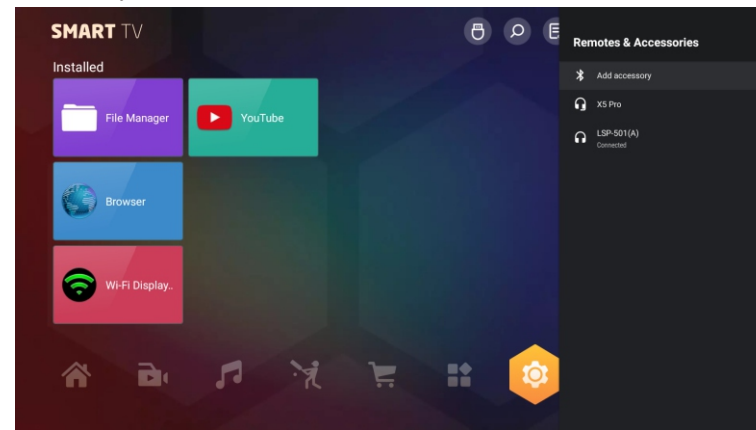 SMART TV
Installed
File Manager
YouTube
Browser
Wi-Fi Display..
Remotes & Accessories
Add accessory
X5 Pro
LSP-501(A)
Connected